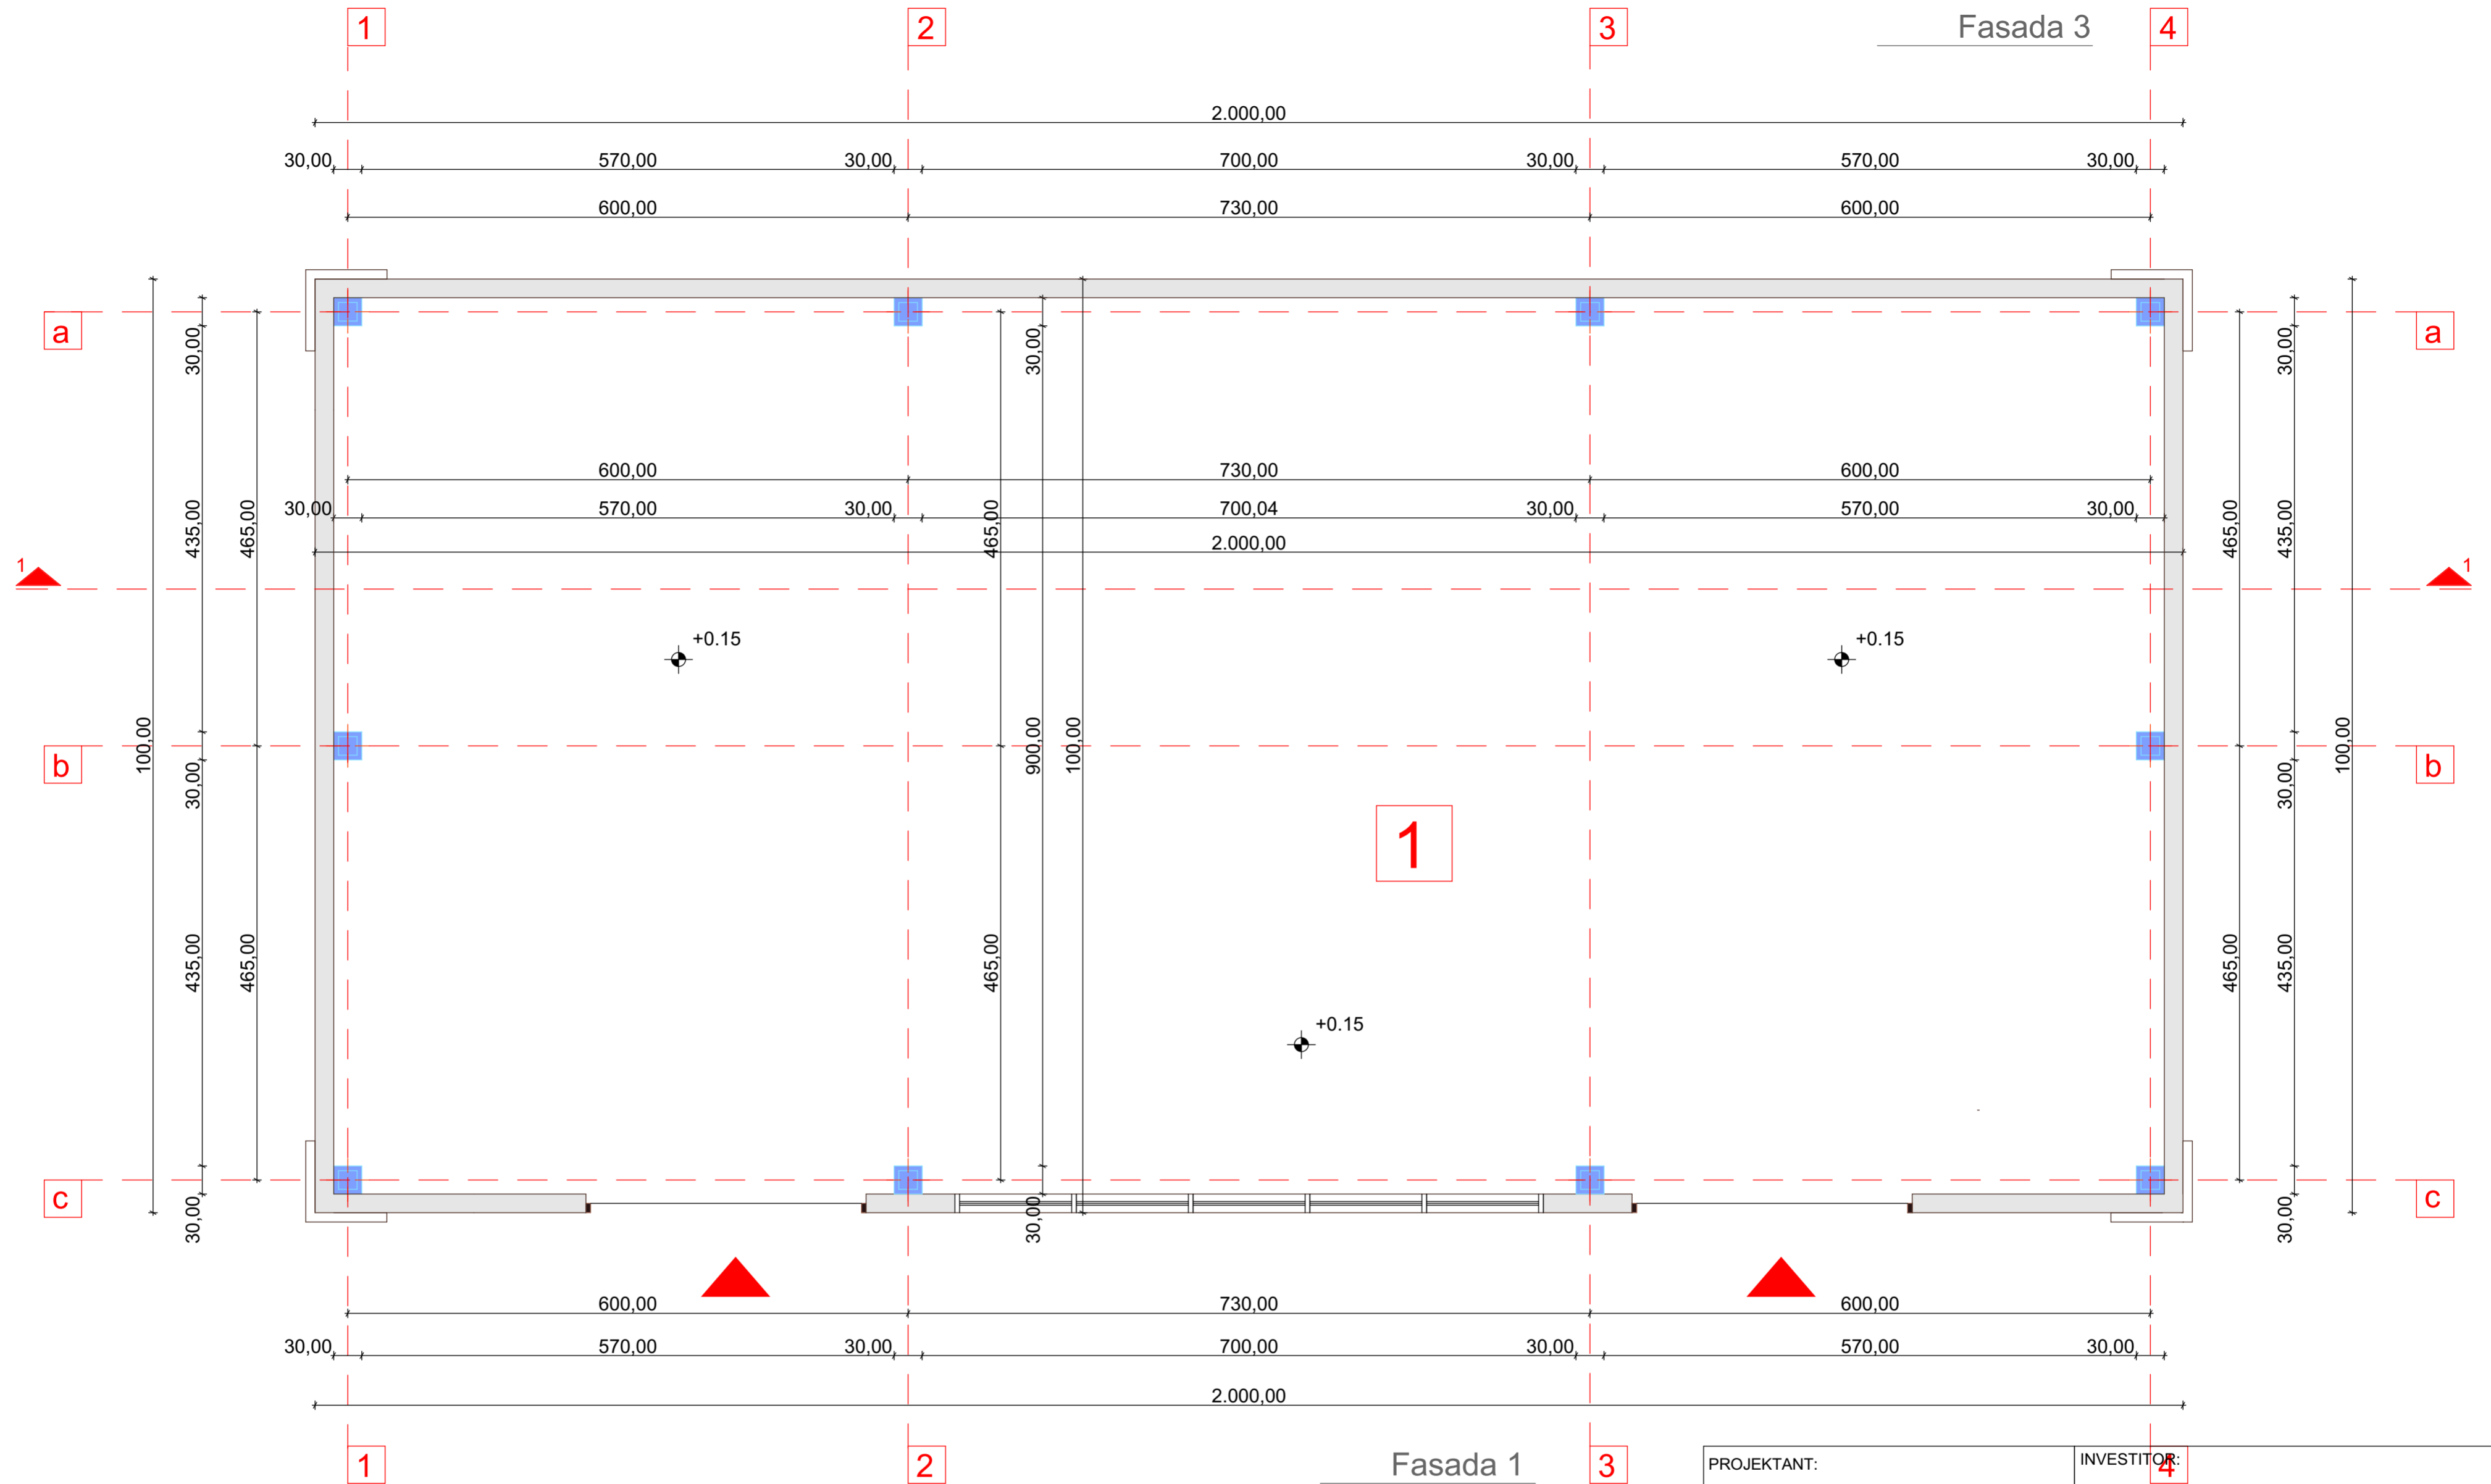 1 2 3 Fasada 3 4
2.000,00
30,00 570,00 30,00 700,00 30,00 570,00 30,00
600,00 730,00 600,00
a a
30,00 30,00 30,00
600,00 730,00 600,00
30,00 570,00 30,00 700,04 30,00 570,00 30,00
435,00 465,00 465,00 465,00 435,00
2.000,00
1 1
+0.15 +0.15
100,00 900,00 100,00 100,00
b b
30,00 30,00
1
435,00 465,00 465,00 465,00 435,00
+0.15
c c
30,00 30,00 30,00
600,00 730,00 600,00
30,00 570,00 30,00 700,00 30,00 570,00 30,00
2.000,00
1 2 Fasada 1 3 PROJEKTANT: INVESTITOR: 4